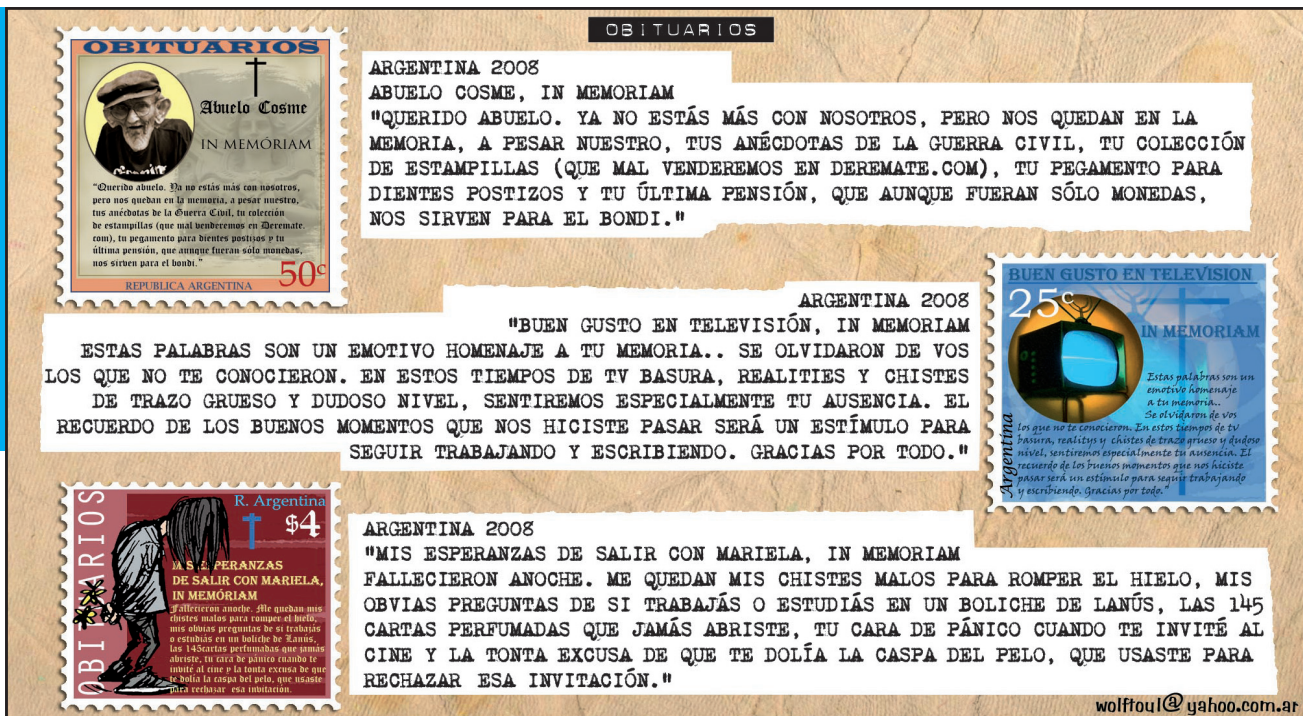 OBITUARIOS
OBITUARIOS
Abuelo Cosme
IN MEMÓRIAM
"Querido abuelo. Ya no estás más con nosotros,
pero nos quedan en la memoria, a pesar nuestro,
tus anécdotas de la Guerra Civil, tu colección
de estampillas (que mal venderemos en Deremate.
com), tu pegamento para dientes postizos y tu
última pensión, que aunque fueran sólo monedas,
nos sirven para el bondi."
REPUBLICA ARGENTINA
50c
ARGENTINA 2008
ABUELO COSME, IN MEMORIAM
"QUERIDO ABUELO. YA NO ESTÁS MÁS CON NOSOTROS, PERO NOS QUEDAN EN LA
MEMORIA, A PESAR NUESTRO, TUS ANÉCDOTAS DE LA GUERRA CIVIL, TU COLECCIÓN
DE ESTAMPILLAS (QUE MAL VENDEREMOS EN DEREMATE.COM), TU PEGAMENTO PARA
DIENTES POSTIZOS Y TU ÚLTIMA PENSIÓN, QUE AUNQUE FUERAN SÓLO MONEDAS,
NOS SIRVEN PARA EL BONDI."
ARGENTINA 2008
"BUEN GUSTO EN TELEVISIÓN, IN MEMORIAM
ESTAS PALABRAS SON UN EMOTIVO HOMENAJE A TU MEMORIA.. SE OLVIDARON DE VOS
LOS QUE NO TE CONOCIERON. EN ESTOS TIEMPOS DE TV BASURA, REALITIES Y CHISTES
DE TRAZO GRUESO Y DUDOSO NIVEL, SENTIREMOS ESPECIALMENTE TU AUSENCIA. EL
RECUERDO DE LOS BUENOS MOMENTOS QUE NOS HICISTE PASAR SERÁ UN ESTÍMULO PARA
SEGUIR TRABAJANDO Y ESCRIBIENDO. GRACIAS POR TODO."
BUEN GUSTO EN TELEVISION
25c
IN MEMORIAM
Estas palabras son un
emotivo homenaje
a tu memoria..
Se olvidaron de vos
los que no te conocieron. En estos tiempos de tv
basura, realitys y chistes de trazo grueso y dudoso
nivel, sentiremos especialmente tu ausencia. El
recuerdo de los buenos momentos que nos hiciste
pasar será un estímulo para seguir trabajando
y escribiendo. Gracias por todo."
Argentina
OBITUARIOS
R. Argentina
$4
MIS ESPERANZAS
DE SALIR CON MARIELA,
IN MEMÓRIAM
Fallecieron anoche. Me quedan mis
chistes malos para romper el hielo,
mis obvias preguntas de si trabajás
o estudiás en un boliche de Lanús,
las 145cartas perfumadas que jamás
abriste, tu cara de pánico cuando te
invité al cine y la tonta excusa de que
te dolía la caspa del pelo, que usaste
para rechazar esa invitación.
ARGENTINA 2008
"MIS ESPERANZAS DE SALIR CON MARIELA, IN MEMORIAM
FALLECIERON ANOCHE. ME QUEDAN MIS CHISTES MALOS PARA ROMPER EL HIELO, MIS
OBVIAS PREGUNTAS DE SI TRABAJÁS O ESTUDIÁS EN UN BOLICHE DE LANÚS, LAS 145
CARTAS PERFUMADAS QUE JAMÁS ABRISTE, TU CARA DE PÁNICO CUANDO TE INVITÉ AL
CINE Y LA TONTA EXCUSA DE QUE TE DOLÍA LA CASPA DEL PELO, QUE USASTE PARA
RECHAZAR ESA INVITACIÓN."
wolftoul@yahoo.com.ar